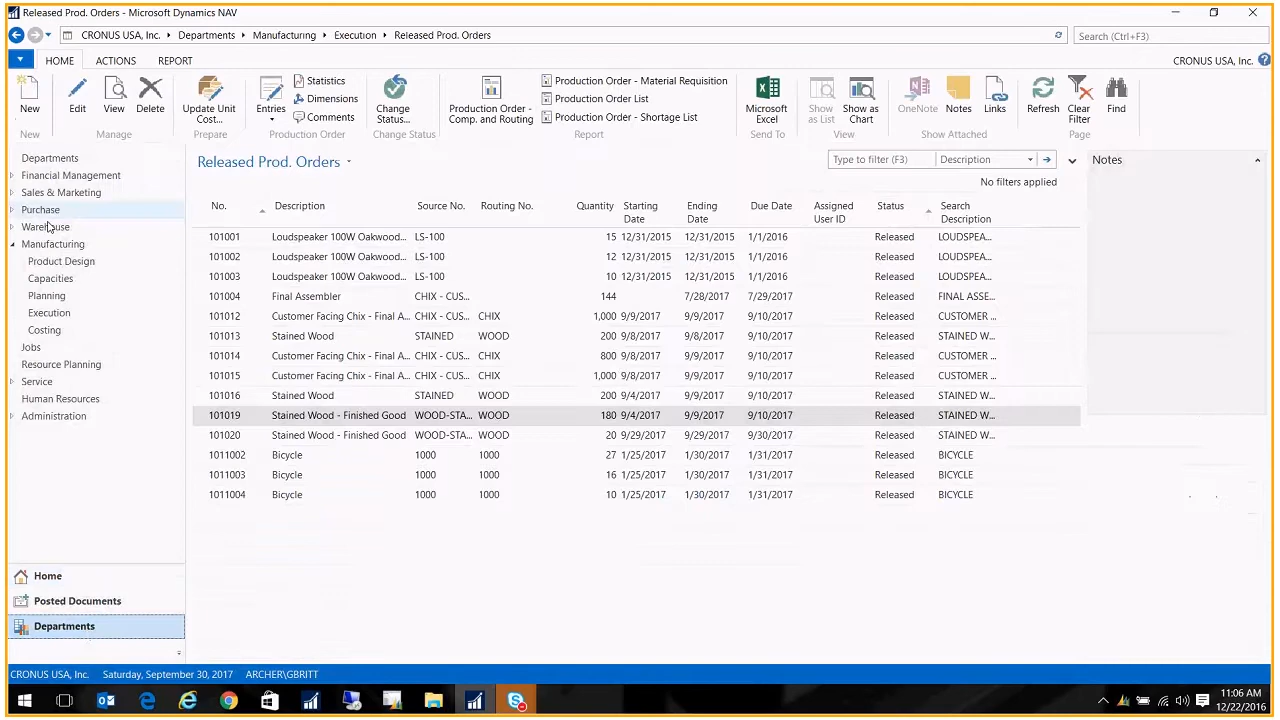 Released Prod. Orders - Microsoft Dynamics NAV
CRONUS USA, Inc. Departments Manufacturing Execution Released Prod. Orders
Search (Ctrl+F3)
HOME ACTIONS REPORT
CRONUS USA, Inc.
New
Edit
View
Delete
Update Unit Cost...
Entries
Statistics
Dimensions
Comments
Change Status...
Production Order - Comp. and Routing
Production Order - Material Requisition
Production Order List
Production Order - Shortage List
Microsoft Excel
Show as List
Show as Chart
OneNote
Notes
Links
Refresh
Clear Filter
Find
New Manage Prepare Production Order Change Status Report Send To View Show Attached Page
Departments
Financial Management
Sales & Marketing
Purchase
Warehouse
Manufacturing
Product Design
Capacities
Planning
Execution
Costing
Jobs
Resource Planning
Service
Human Resources
Administration
Home
Posted Documents
Departments
Released Prod. Orders
Type to filter (F3) Description
No filters applied
Notes
No. Description Source No. Routing No. Quantity Starting Date Ending Date Due Date Assigned User ID Status Search Description
101001 Loudspeaker 100W Oakwood... LS-100 15 12/31/2015 12/31/2015 1/1/2016 Released LOUDSPEA...
101002 Loudspeaker 100W Oakwood... LS-100 12 12/31/2015 12/31/2015 1/1/2016 Released LOUDSPEA...
101003 Loudspeaker 100W Oakwood... LS-100 10 12/31/2015 12/31/2015 1/1/2016 Released LOUDSPEA...
101004 Final Assembler CHIX - CUS... 144 7/28/2017 7/29/2017 Released FINAL ASSE...
101012 Customer Facing Chix - Final A... CHIX - CUS... CHIX 1,000 9/9/2017 9/9/2017 9/10/2017 Released CUSTOMER ...
101013 Stained Wood STAINED WOOD 200 9/8/2017 9/8/2017 9/10/2017 Released STAINED W...
101014 Customer Facing Chix - Final A... CHIX - CUS... CHIX 800 9/8/2017 9/9/2017 9/10/2017 Released CUSTOMER ...
101015 Customer Facing Chix - Final A... CHIX - CUS... CHIX 1,000 9/8/2017 9/9/2017 9/10/2017 Released CUSTOMER ...
101016 Stained Wood STAINED WOOD 200 9/4/2017 9/9/2017 9/10/2017 Released STAINED W...
101019 Stained Wood - Finished Good WOOD-STA... WOOD 180 9/4/2017 9/9/2017 9/10/2017 Released STAINED W...
101020 Stained Wood - Finished Good WOOD-STA... WOOD 20 9/29/2017 9/29/2017 9/30/2017 Released STAINED W...
1011002 Bicycle 1000 1000 27 1/25/2017 1/30/2017 1/31/2017 Released BICYCLE
1011003 Bicycle 1000 1000 16 1/25/2017 1/30/2017 1/31/2017 Released BICYCLE
1011004 Bicycle 1000 1000 10 1/25/2017 1/30/2017 1/31/2017 Released BICYCLE
CRONUS USA, Inc. Saturday, September 30, 2017 ARCHER\GBRITT
11:06 AM
12/22/2016